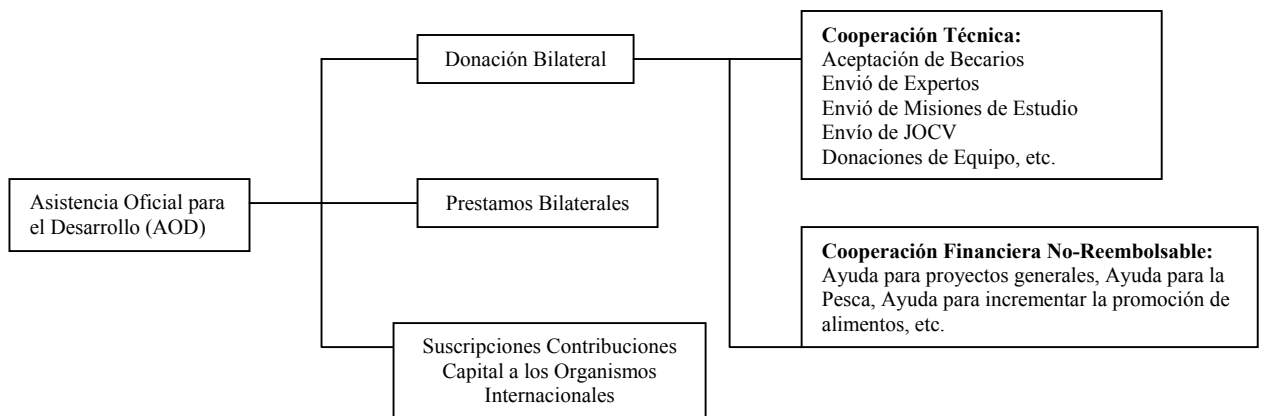 Donación Bilateral
Cooperación Técnica:
Aceptación de Becarios
Envió de Expertos
Envió de Misiones de Estudio
Envío de JOCV
Donaciones de Equipo, etc.
Asistencia Oficial para
el Desarrollo (AOD)
Prestamos Bilaterales
Cooperación Financiera No-Reembolsable:
Ayuda para proyectos generales, Ayuda para la
Pesca, Ayuda para incrementar la promoción de
alimentos, etc.
Suscripciones Contribuciones
Capital a los Organismos
Internacionales